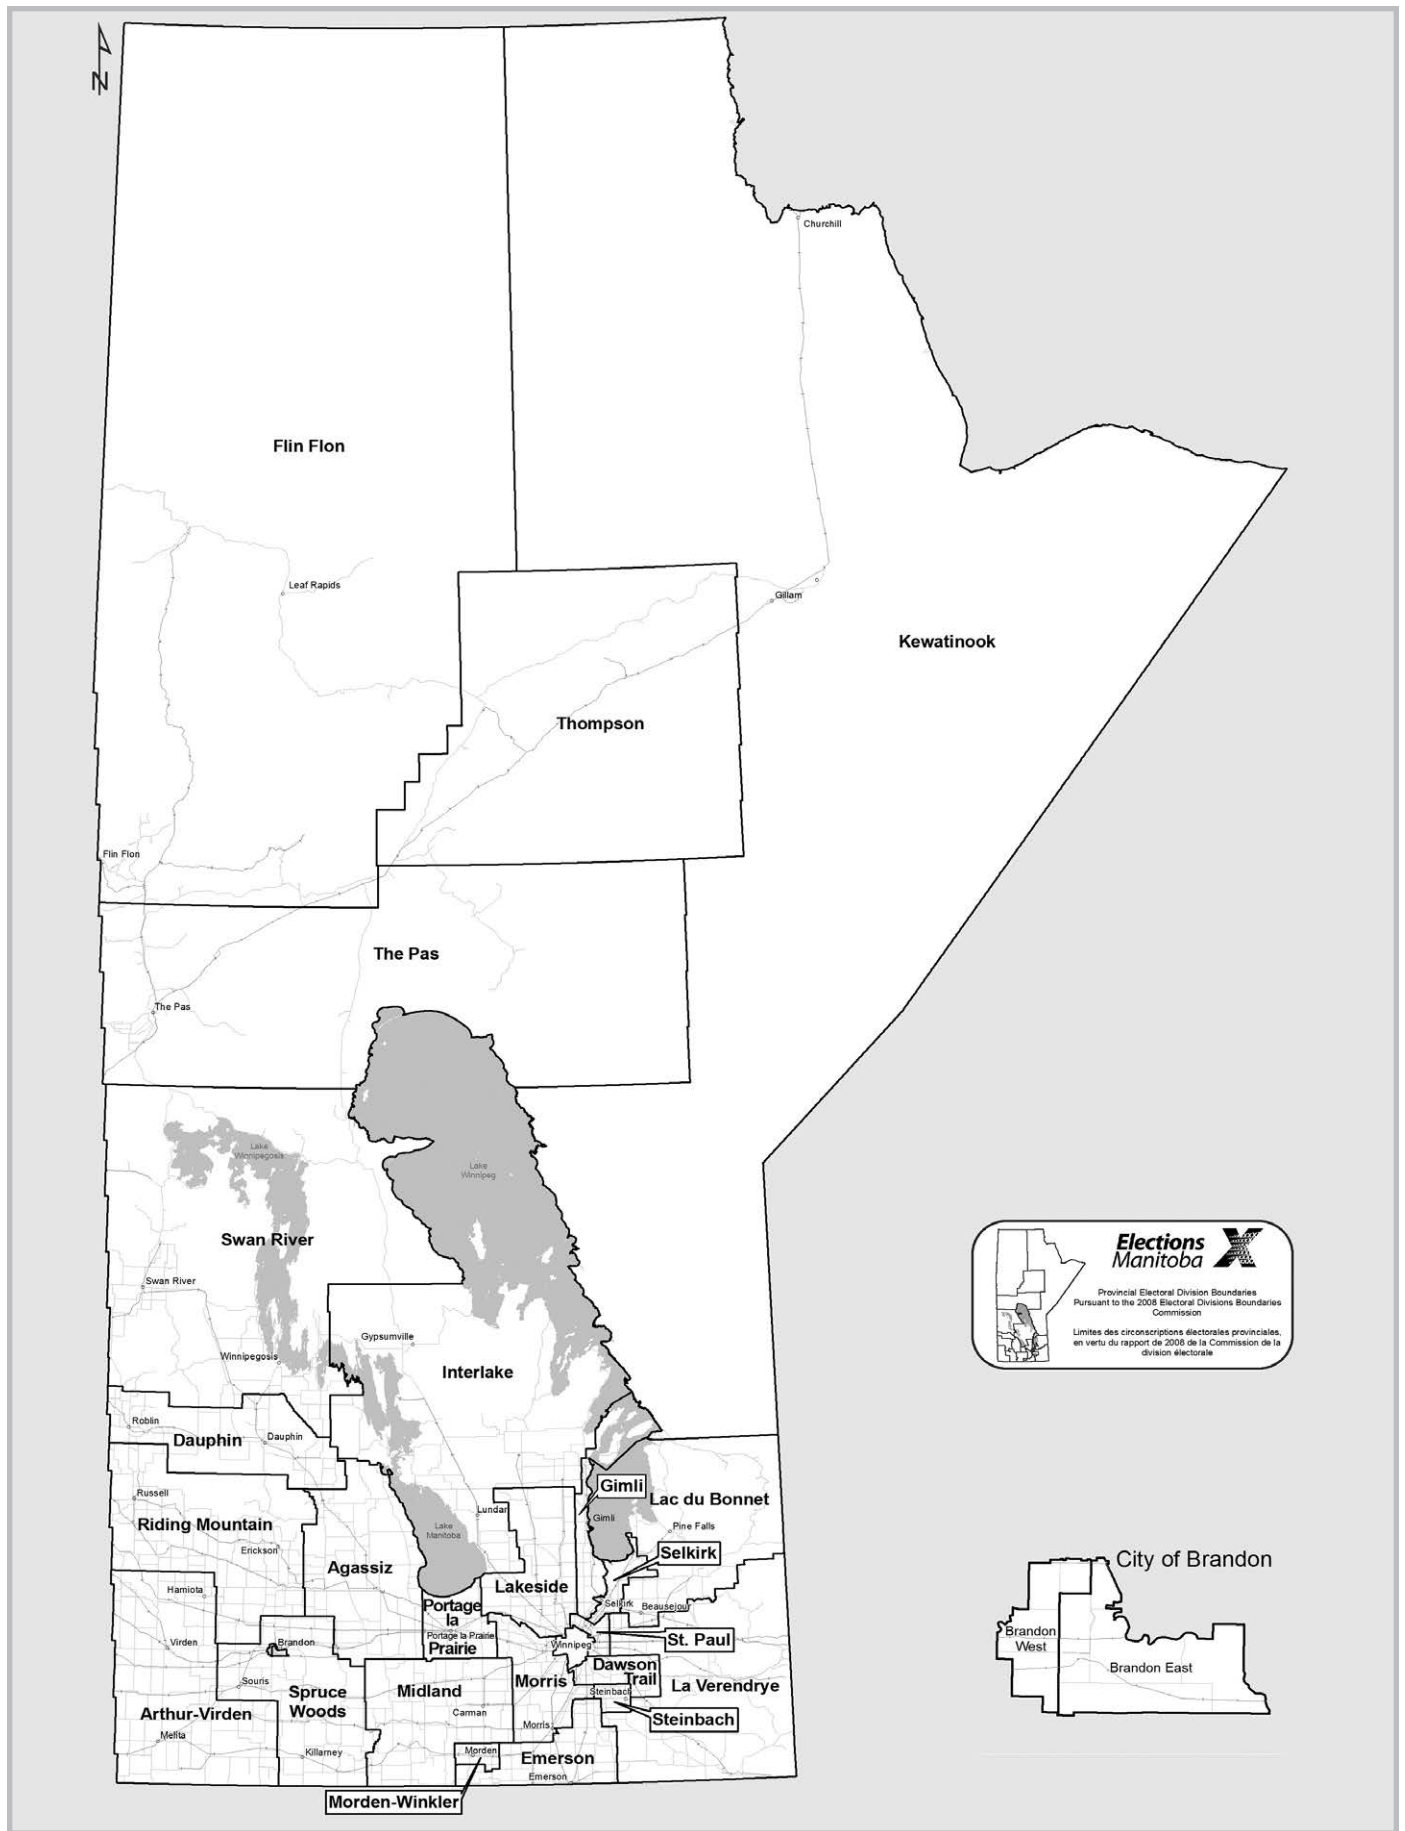 N
Churchill
Flin Flon
Leaf Rapids
Gillam
Kewatinook
Thompson
Flin Flon
The Pas
The Pas
Lake
Winnipegosis
Lake
Winnipeg
Swan River
Swan River
Gypsumville
Winnipegosis
Interlake
Elections
Manitoba
Provincial Electoral Division Boundaries
Pursuant to the 2008 Electoral Divisions Boundaries
Commission
Limites des circonscriptions électorales provinciales,
en vertu du rapport de 2008 de la Commission de la
division électorale
Roblin
Dauphin
Dauphin
Gimli
Russell
Lac du Bonnet
Lundar
Gimli
Riding Mountain
Lake
Manitoba
Pine Falls
Erickson
Selkirk
Agassiz
Lakeside
Hamiota
Portage
la
Prairie
Portage la Prairie
Selkirk
Beausejour
Virden
Brandon
Winnipeg
St. Paul
Dawson
Trail
Souris
Spruce
Woods
Midland
Morris
Steinbach
La Verendrye
Arthur-Virden
Carman
Steinbach
Melita
Morris
Killarney
Morden
Emerson
Emerson
Morden-Winkler
City of Brandon
Brandon
West
Brandon East